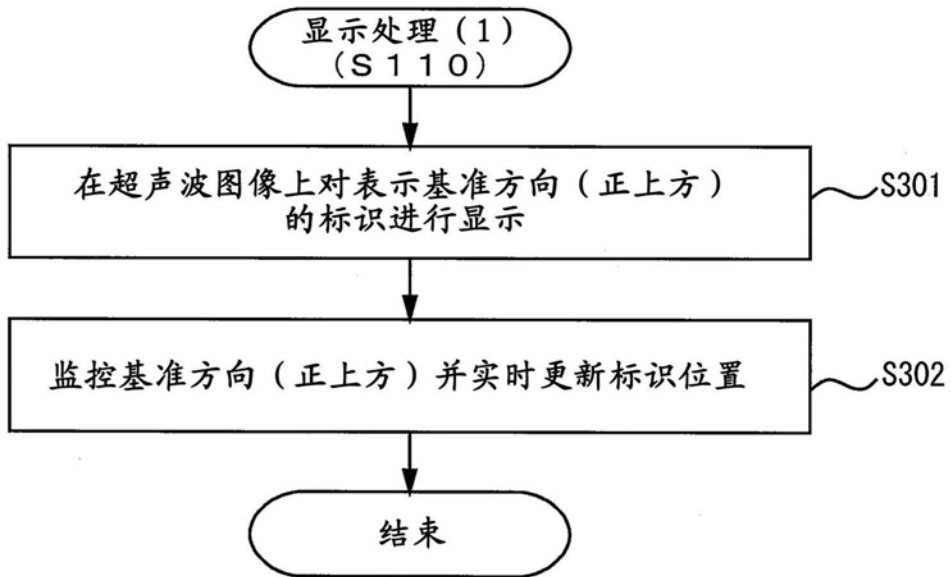 显示处理(1)
(S110)
在超声波图像上对表示基准方向(正上方)
的标识进行显示
S301
监控基准方向(正上方)并实时更新标识位置
S302
结束